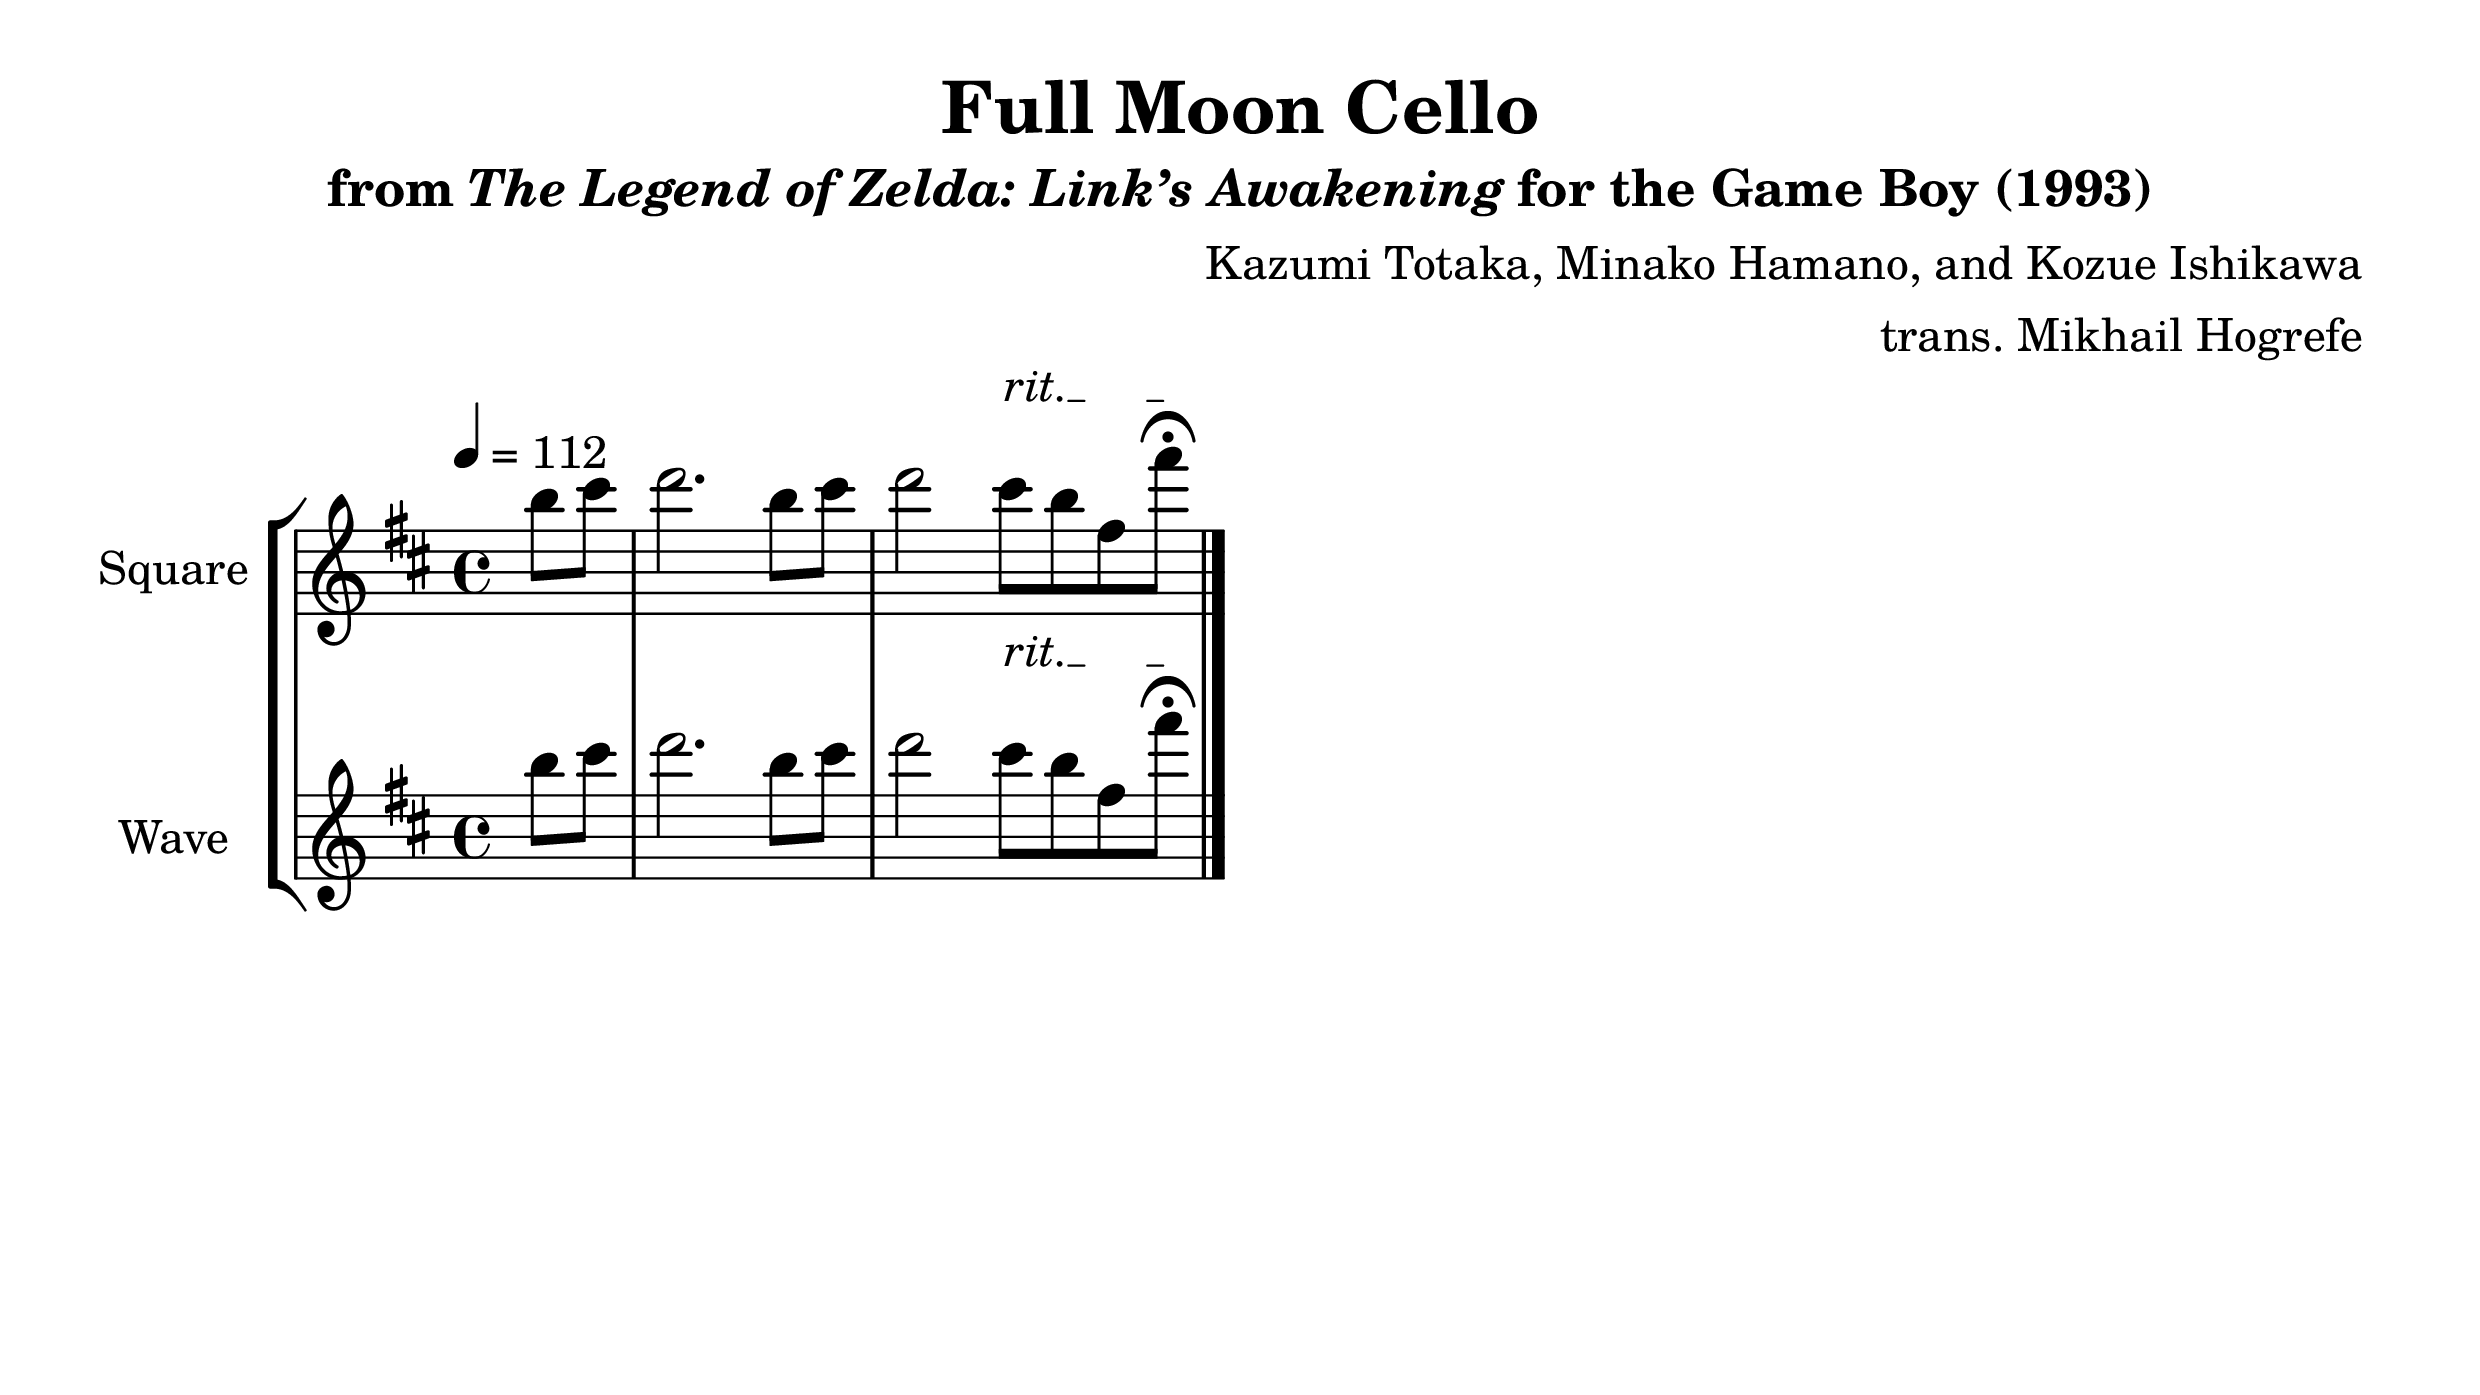 Full Moon Cello
from The Legend of Zelda: Link’s Awakening for the Game Boy (1993)
Kazumi Totaka, Minako Hamano, and Kozue Ishikawa
trans. Mikhail Hogrefe
rit._ _
= 112
Square
rit._ _
Wave